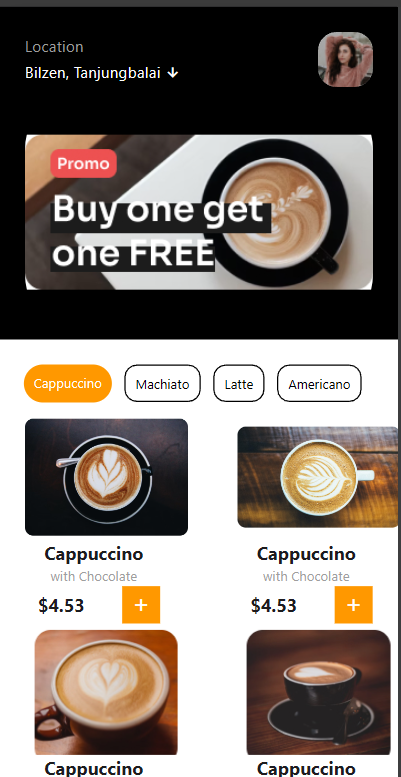 Location
Bilzen, Tanjungbalai ↓
Promo
Buy one get
one FREE
Cappuccino Machiato Latte Americano
Cappuccino Cappuccino
with Chocolate with Chocolate
$4.53 + $4.53 +
Cappuccino Cappuccino